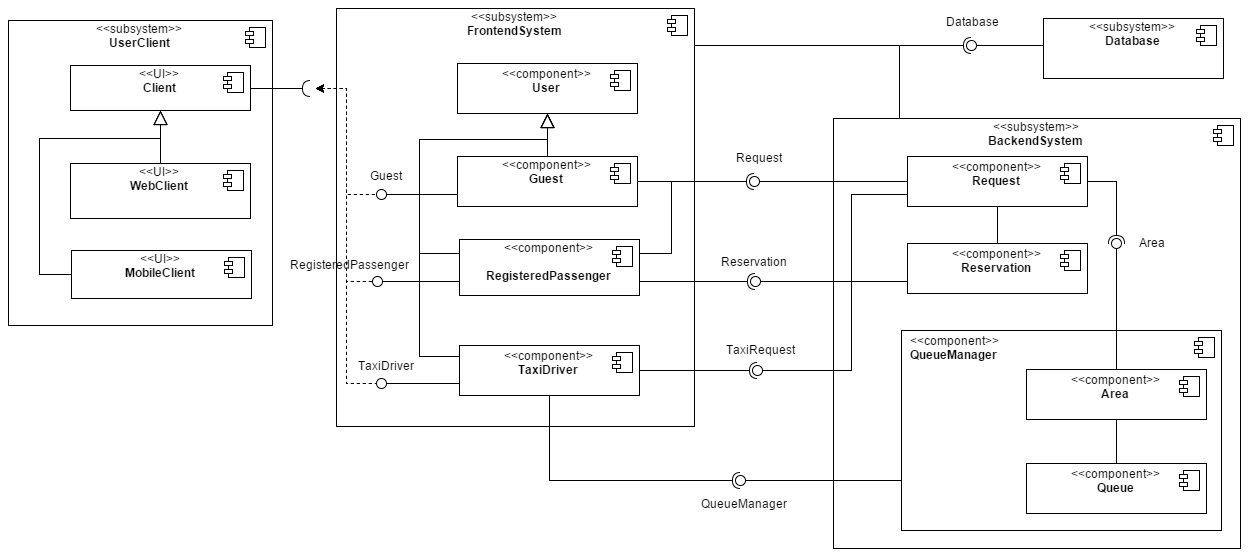 <<subsystem>>
UserClient
<<UI>>
Client
<<UI>>
WebClient
<<UI>>
MobileClient
<<subsystem>>
FrontendSystem
<<component>>
User
<<component>>
Guest
<<component>>
RegisteredPassenger
<<component>>
TaxiDriver
Guest
RegisteredPassenger
TaxiDriver
Database
<<subsystem>>
Database
Request
Reservation
TaxiRequest
QueueManager
<<subsystem>>
BackendSystem
<<component>>
Request
<<component>>
Reservation
Area
<<component>>
QueueManager
<<component>>
Area
<<component>>
Queue